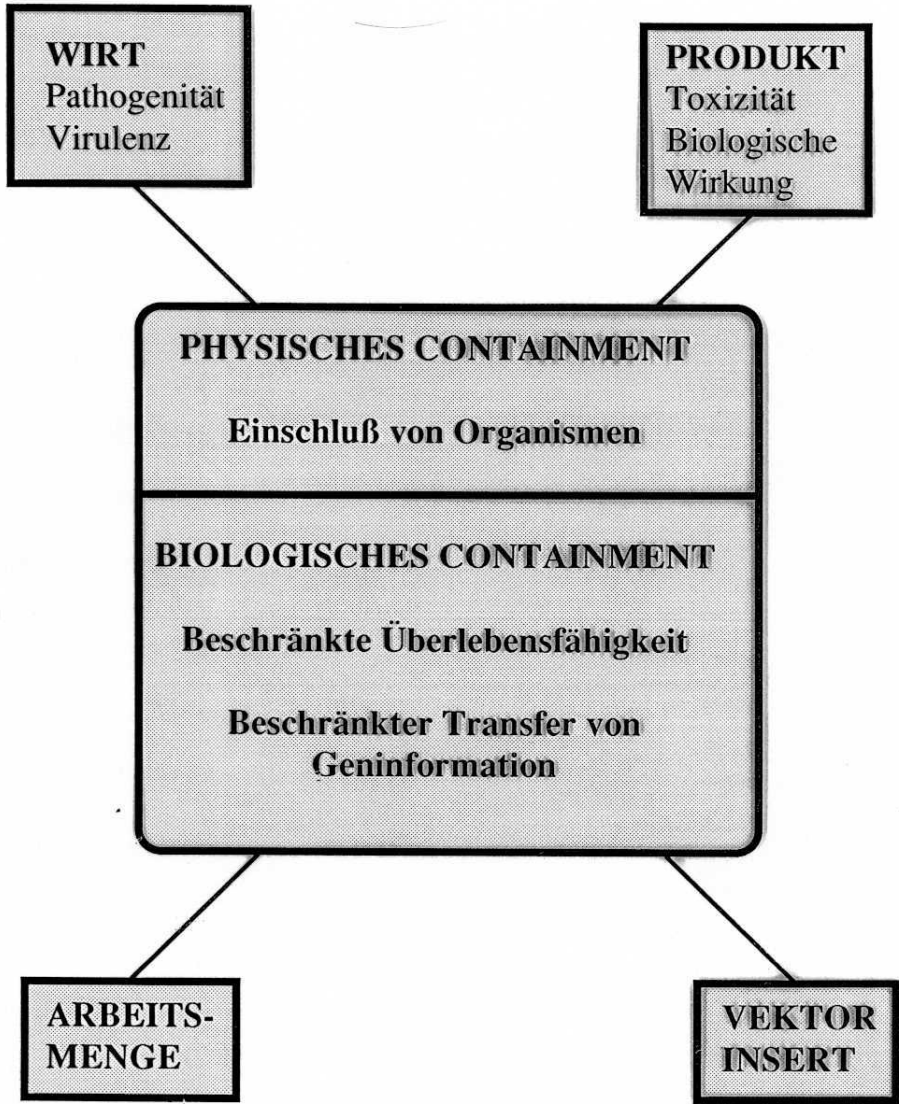 WIRT
Pathogenität
Virulenz
PRODUKT
Toxizität
Biologische
Wirkung
PHYSISCHES CONTAINMENT
Einschluß von Organismen
BIOLOGISCHES CONTAINMENT
Beschränkte Überlebensfähigkeit
Beschränkter Transfer von
Geninformation
ARBEITS-
MENGE
VEKTOR
INSERT